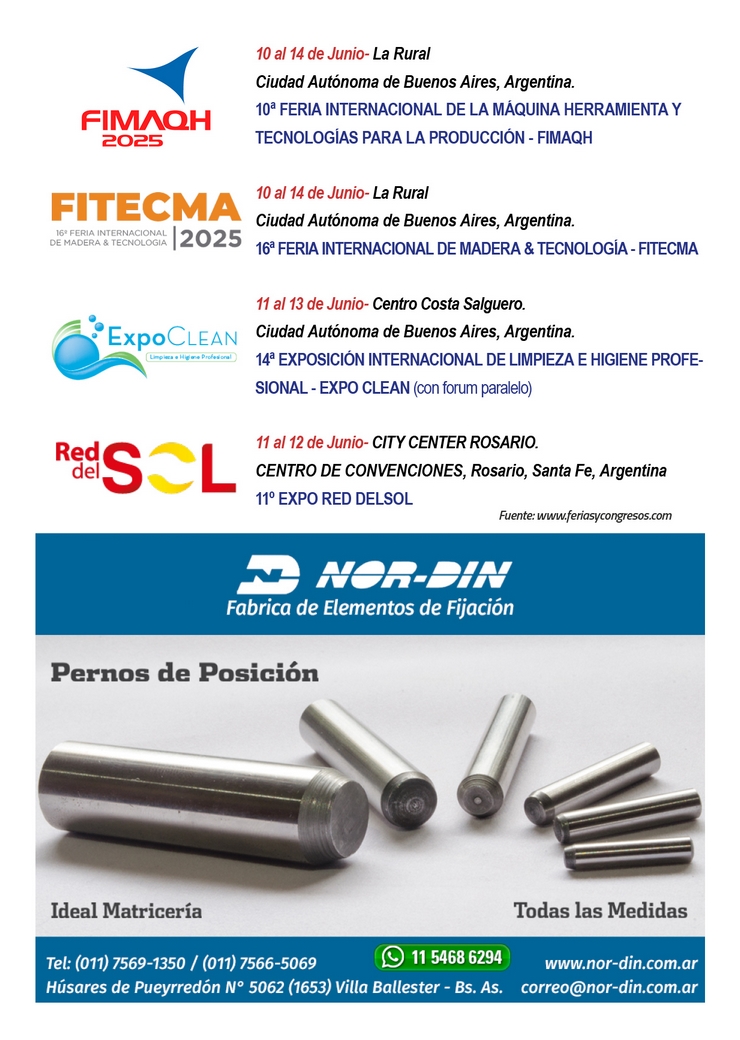 FIMAQH
2025
10 al 14 de Junio- La Rural
Ciudad Autónoma de Buenos Aires, Argentina.
10ª FERIA INTERNACIONAL DE LA MÁQUINA HERRAMIENTA Y
TECNOLOGÍAS PARA LA PRODUCCIÓN - FIMAQH
FITECMA
16ª FERIA INTERNACIONAL
DE MADERA & TECNOLOGIA
2025
10 al 14 de Junio- La Rural
Ciudad Autónoma de Buenos Aires, Argentina.
16ª FERIA INTERNACIONAL DE MADERA & TECNOLOGÍA - FITECMA
ExpoCLEAN
Limpieza e Higiene Profesional
11 al 13 de Junio- Centro Costa Salguero.
Ciudad Autónoma de Buenos Aires, Argentina.
14ª EXPOSICIÓN INTERNACIONAL DE LIMPIEZA E HIGIENE PROFE-
SIONAL - EXPO CLEAN (con forum paralelo)
Red
del SOL
11 al 12 de Junio- CITY CENTER ROSARIO.
CENTRO DE CONVENCIONES, Rosario, Santa Fe, Argentina
11º EXPO RED DELSOL
Fuente: www.feriasycongresos.com
NOR-DIN
Fabrica de Elementos de Fijación
Pernos de Posición
Ideal Matricería
Todas las Medidas
Tel: (011) 7569-1350 / (011) 7566-5069
11 5468 6294
www.nor-din.com.ar
Húsares de Pueyrredón N° 5062 (1653) Villa Ballester - Bs. As.
correo@nor-din.com.ar